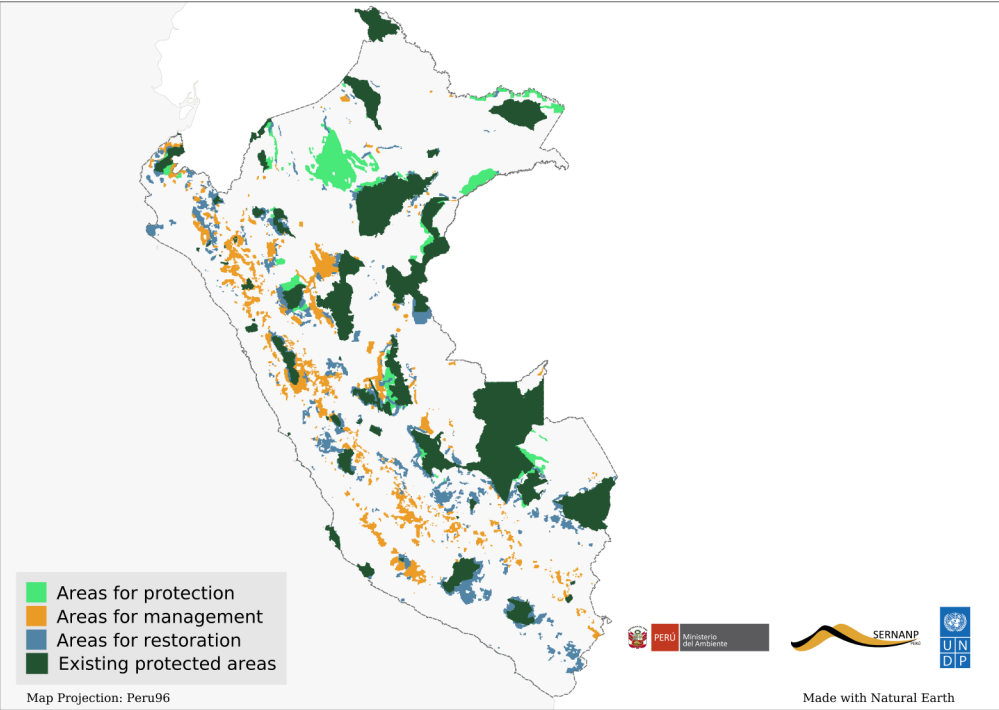 Areas for protection
Areas for management
Areas for restoration
Existing protected areas
Map Projection: Peru96
PERÚ
Ministerio
del Ambiente
SERNANP
PERÚ
U N
D P
Made with Natural Earth